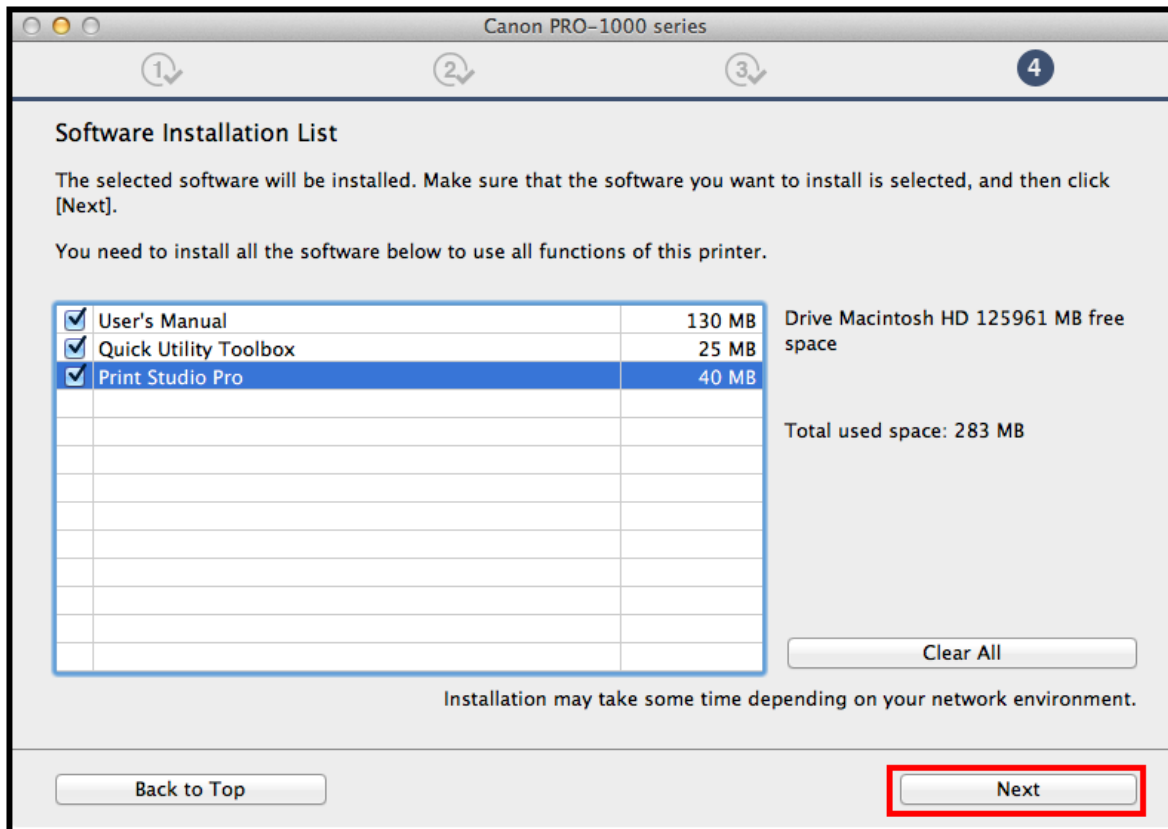 Canon PRO-1000 series
1 2 3 4
Software Installation List
The selected software will be installed. Make sure that the software you want to install is selected, and then click
[Next].
You need to install all the software below to use all functions of this printer.
User's Manual 130 MB
Quick Utility Toolbox 25 MB
Print Studio Pro 40 MB
Drive Macintosh HD 125961 MB free
space
Total used space: 283 MB
Clear All
Installation may take some time depending on your network environment.
Back to Top
Next